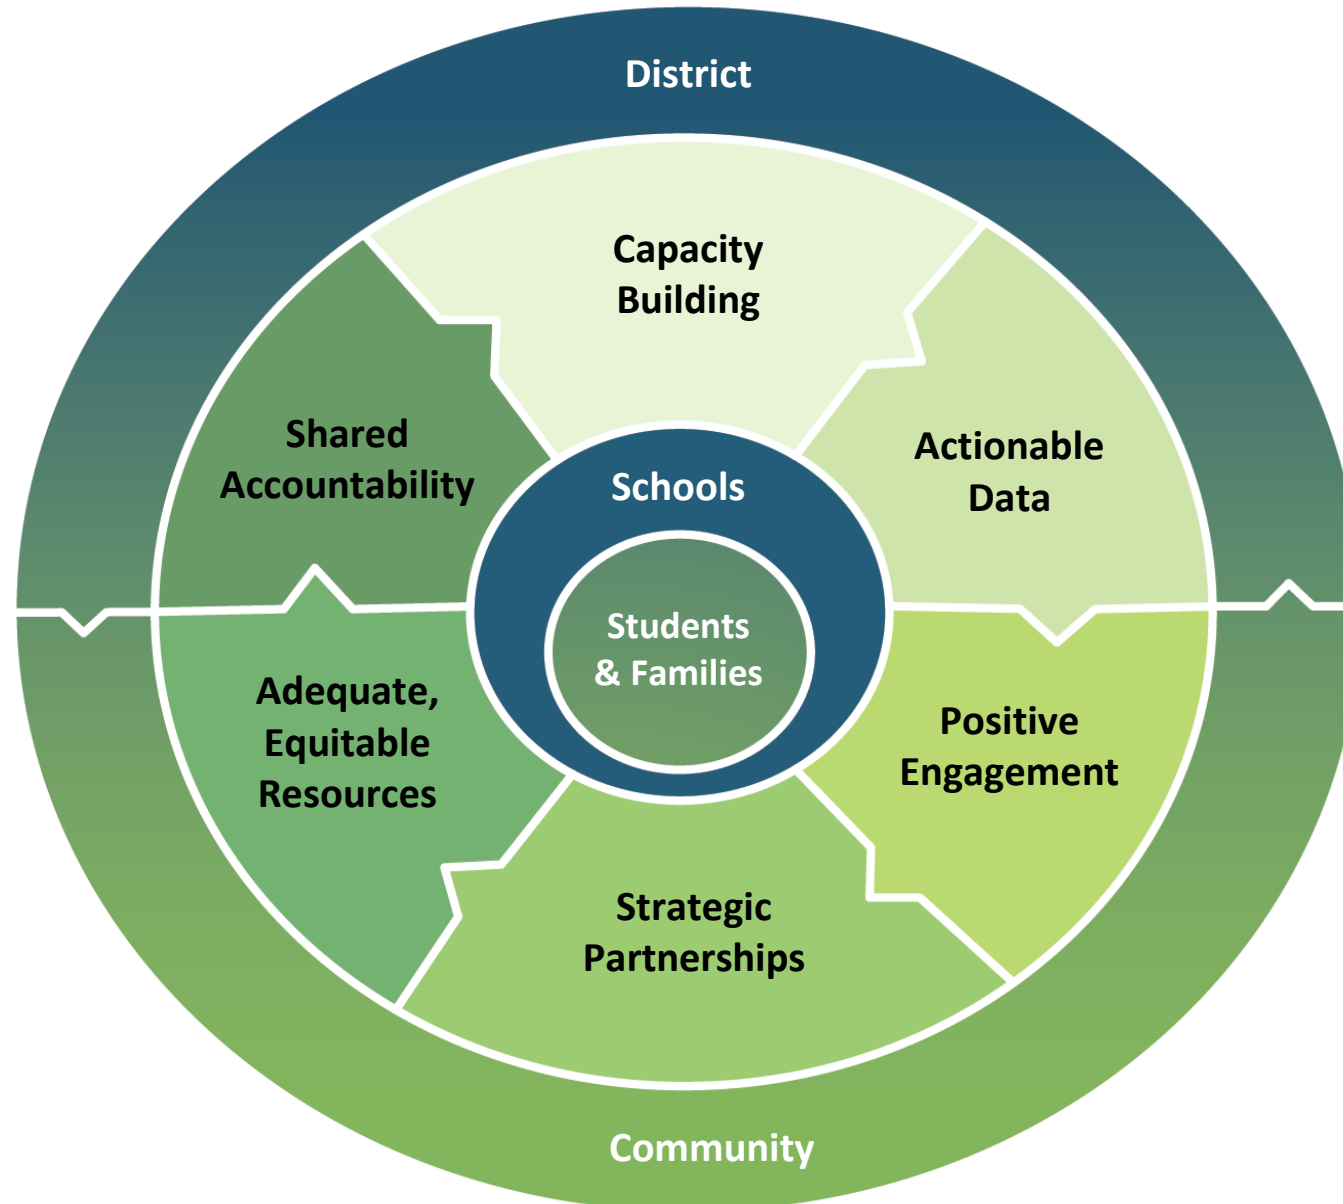 District
Capacity
Building
Shared
Accountability
Actionable
Data
Schools
Students
& Families
Adequate,
Equitable
Resources
Positive
Engagement
Strategic
Partnerships
Community